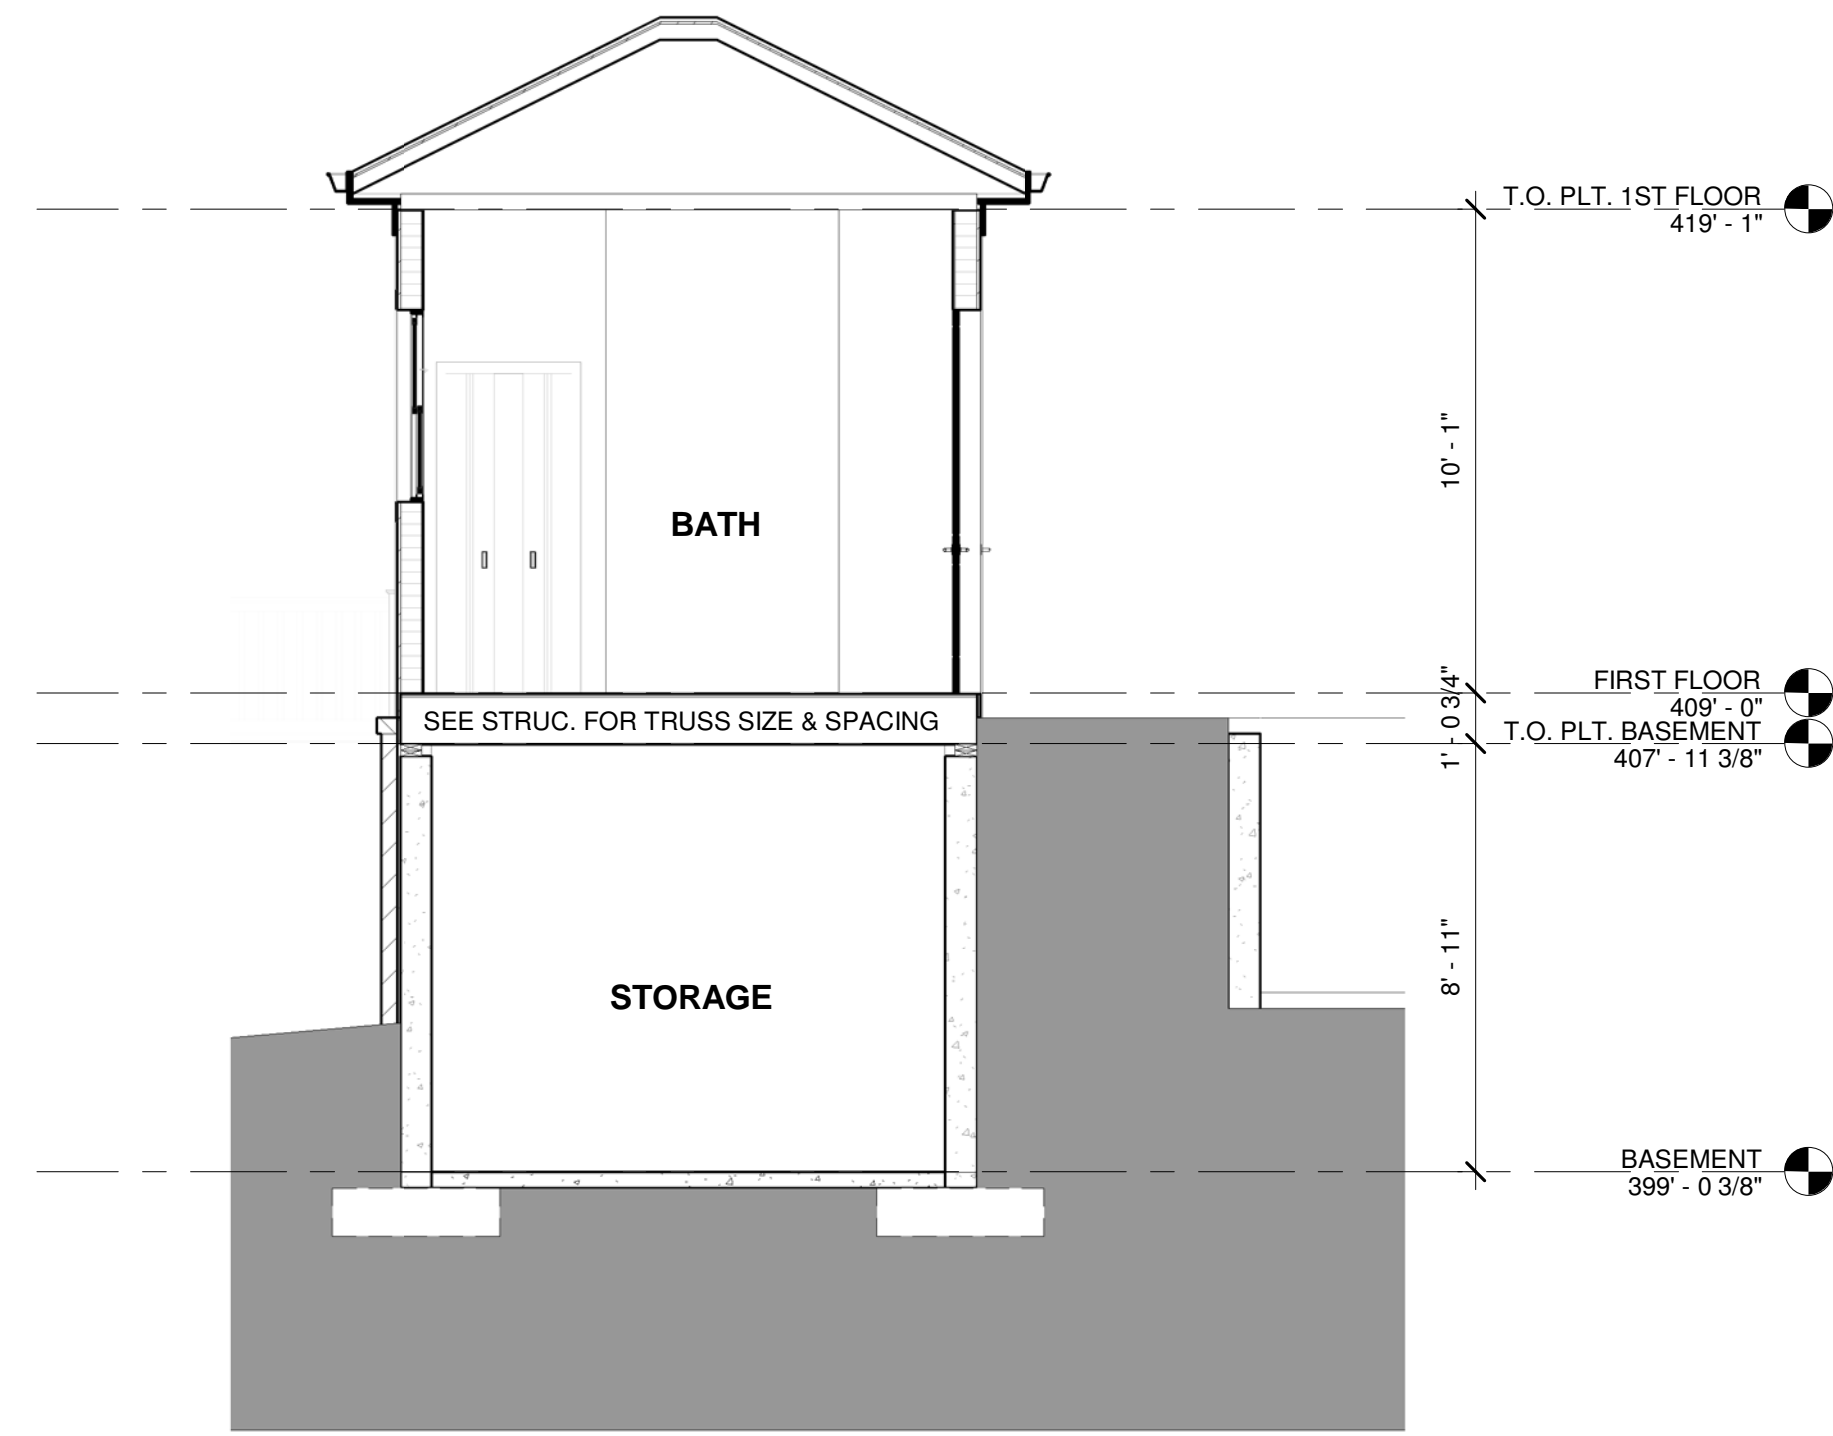 T.O. PLT. 1ST FLOOR
419' - 1"
10' - 1"
BATH
FIRST FLOOR
409' - 0"
1' - 0 3/4"
SEE STRUC. FOR TRUSS SIZE & SPACING
T.O. PLT. BASEMENT
407' - 11 3/8"
8' - 11"
STORAGE
BASEMENT
399' - 0 3/8"